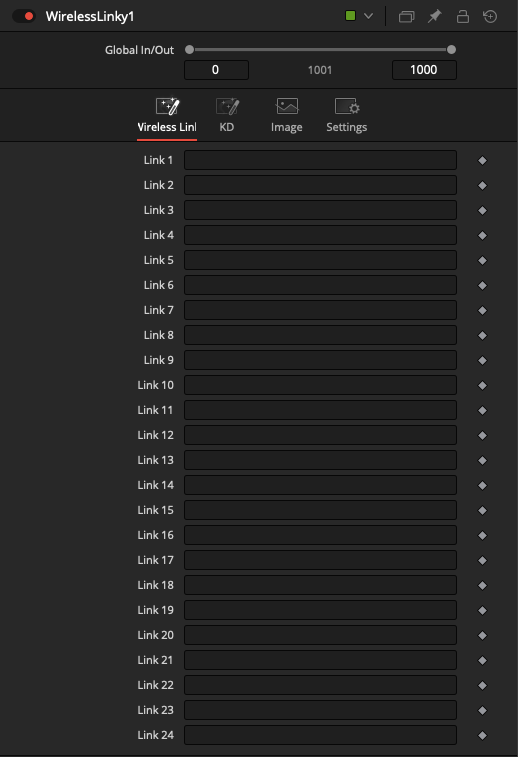 WirelessLinky1
Global In/Out
0 1001 1000
Wireless Linl KD Image Settings
Link 1
Link 2
Link 3
Link 4
Link 5
Link 6
Link 7
Link 8
Link 9
Link 10
Link 11
Link 12
Link 13
Link 14
Link 15
Link 16
Link 17
Link 18
Link 19
Link 20
Link 21
Link 22
Link 23
Link 24